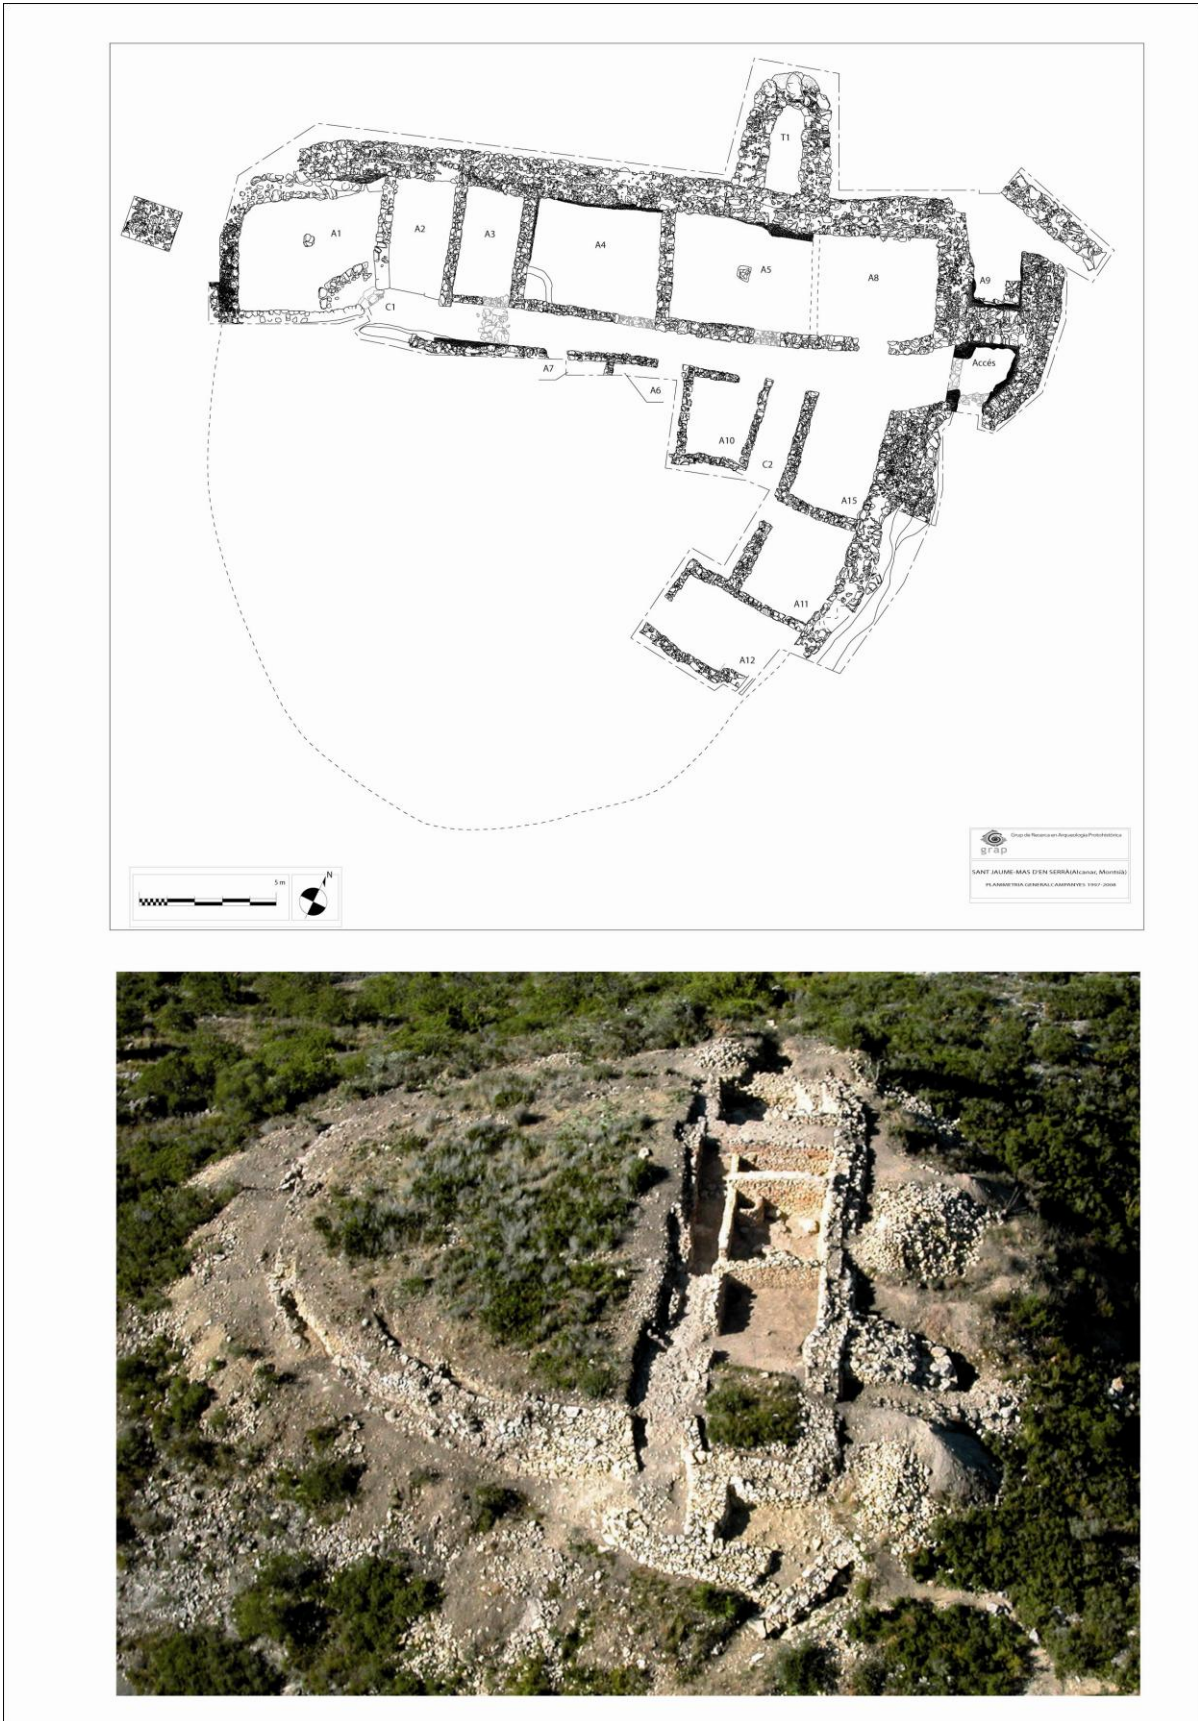 T1
A1
A2
A3
A4
A5
A8
A9
C1
Accés
A7
A6
A10
C2
A15
A11
A12
5 m
N
grap
Grup de Recerca en Arqueologia Protohistòrica
SANT JAUME-MAS D'EN SERRÀ (Alcanar, Montsià)
PLANIMETRIA GENERAL CAMPANYES 1997-2008